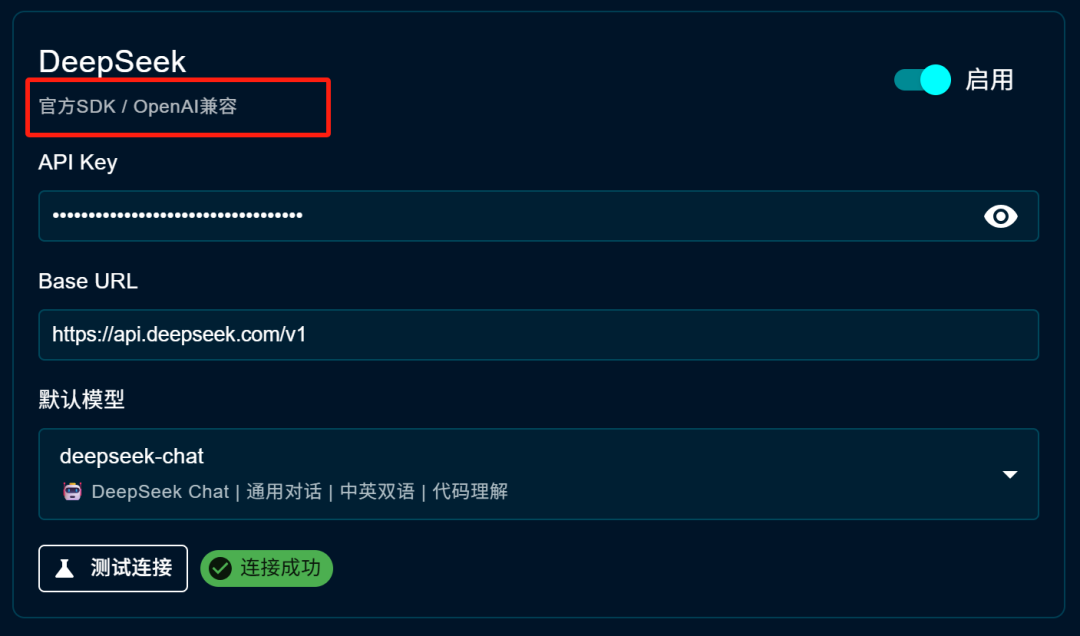 DeepSeek
启用
官方SDK / OpenAI兼容
API Key
••••••••••••••••••••••••••••••••••••
Base URL
https://api.deepseek.com/v1
默认模型
deepseek-chat
DeepSeek Chat | 通用对话 | 中英双语 | 代码理解
测试连接
连接成功